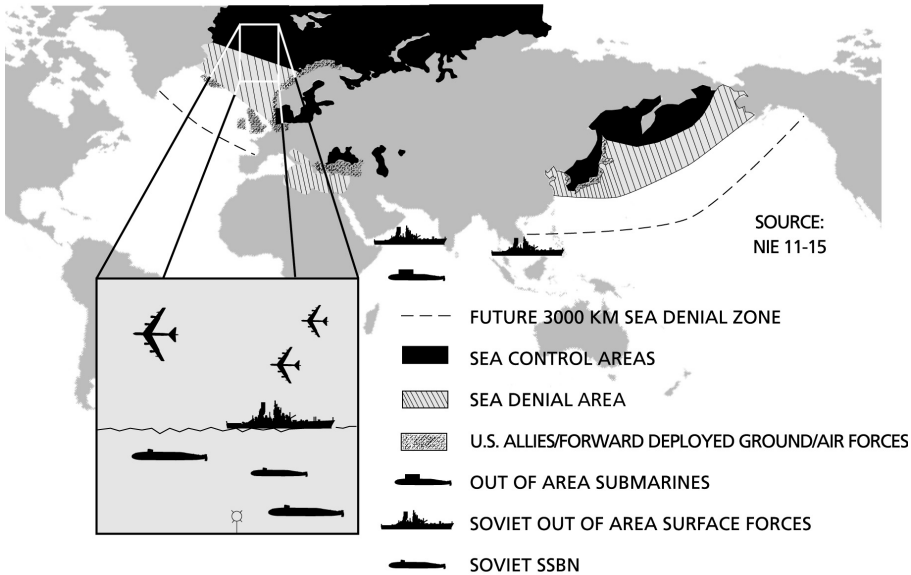 SOURCE:
NIE 11-15
FUTURE 3000 KM SEA DENIAL ZONE
SEA CONTROL AREAS
SEA DENIAL AREA
U.S. ALLIES/FORWARD DEPLOYED GROUND/AIR FORCES
OUT OF AREA SUBMARINES
SOVIET OUT OF AREA SURFACE FORCES
SOVIET SSBN